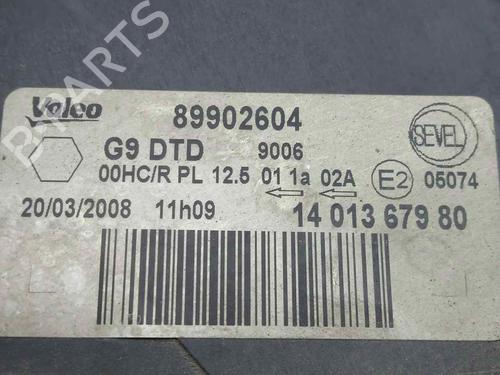 Valeo 89902604 SEVEL
G9 DTD 9006
00HC/R PL 12.5 01 1a 02A E2 05074
20/03/2008 11h09 14 013 679 80
B-PARTS